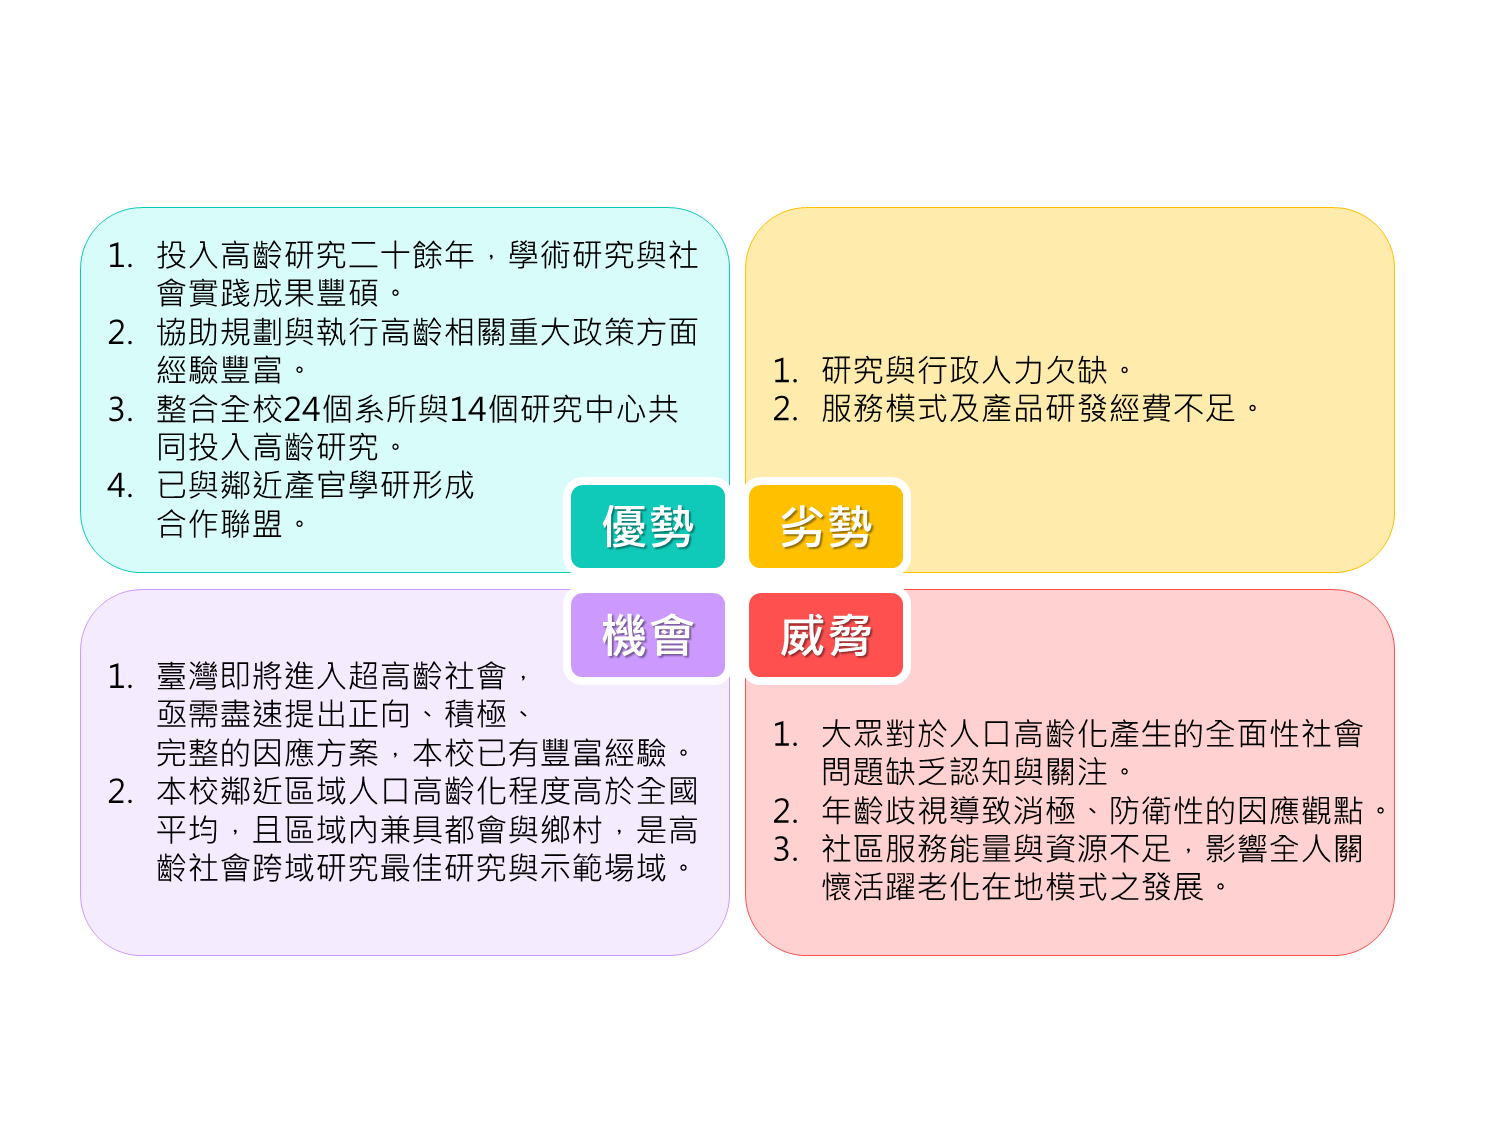 1. 投入高齡研究二十餘年，學術研究與社
會實踐成果豐碩。
2. 協助規劃與執行高齡相關重大政策方面
經驗豐富。
3. 整合全校24個系所與14個研究中心共
同投入高齡研究。
4. 已與鄰近產官學研形成
合作聯盟。
優勢
1. 研究與行政人力欠缺。
2. 服務模式及產品研發經費不足。
劣勢
機會
1. 臺灣即將進入超高齡社會，
亟需盡速提出正向、積極、
完整的因應方案，本校已有豐富經驗。
2. 本校鄰近區域人口高齡化程度高於全國
平均，且區域內兼具都會與鄉村，是高
齡社會跨域研究最佳研究與示範場域。
威脅
1. 大眾對於人口高齡化產生的全面性社會
問題缺乏認知與關注。
2. 年齡歧視導致消極、防衛性的因應觀點。
3. 社區服務能量與資源不足，影響全人關
懷活躍老化在地模式之發展。